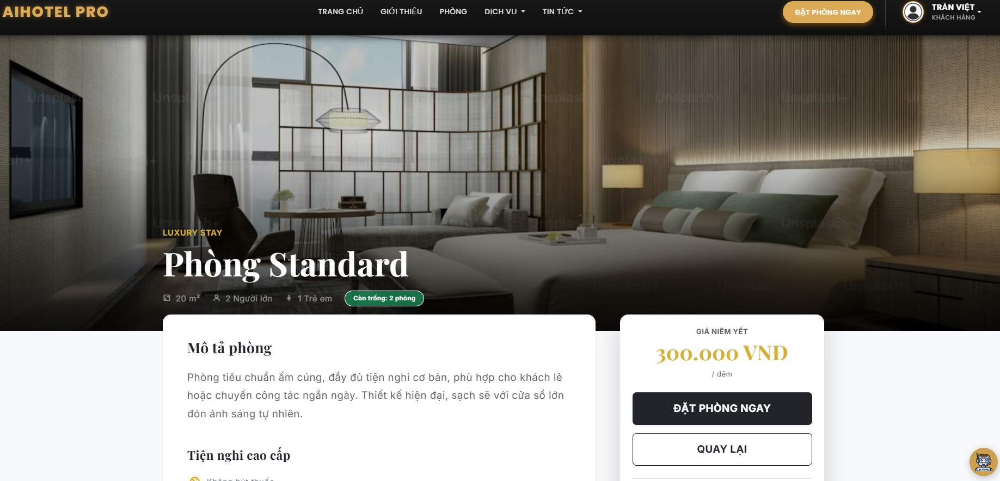 AIHOTEL PRO
TRANG CHỦ
GIỚI THIỆU
PHÒNG
DỊCH VỤ
TIN TỨC
ĐẶT PHÒNG NGAY
TRẦN VIỆT
KHÁCH HÀNG
LUXURY STAY
Phòng Standard
20 m²
2 Người lớn
1 Trẻ em
Còn trống: 2 phòng
Mô tả phòng
Phòng tiêu chuẩn ấm cúng, đầy đủ tiện nghi cơ bản, phù hợp cho khách lẻ
hoặc chuyến công tác ngắn ngày. Thiết kế hiện đại, sạch sẽ với cửa sổ lớn
đón ánh sáng tự nhiên.
Tiện nghi cao cấp
Không hút thuốc
GIÁ NIÊM YẾT
300.000 VNĐ
/ đêm
ĐẶT PHÒNG NGAY
QUAY LẠI
Unsplash+